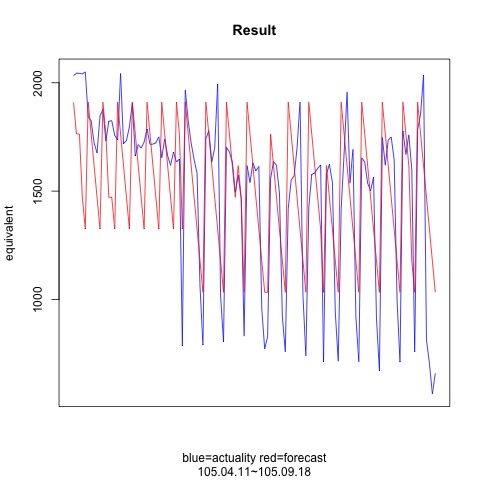 Result
2000
1500
1000
equivalent
blue=actuality red=forecast
105.04.11~105.09.18